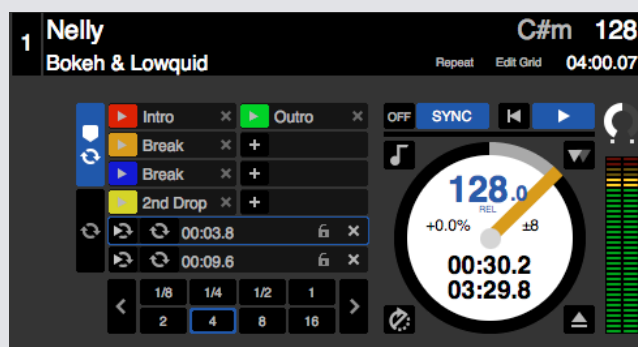 1
Nelly
C#m 128
Bokeh & Lowquid
Repeat Edit Grid 04:00.07
Intro
Outro
Break
Break
2nd Drop
00:03.8
00:09.6
1/8 1/4 1/2 1
2 4 8 16
OFF SYNC
128.0
REL
+0.0% ±8
00:30.2
03:29.8